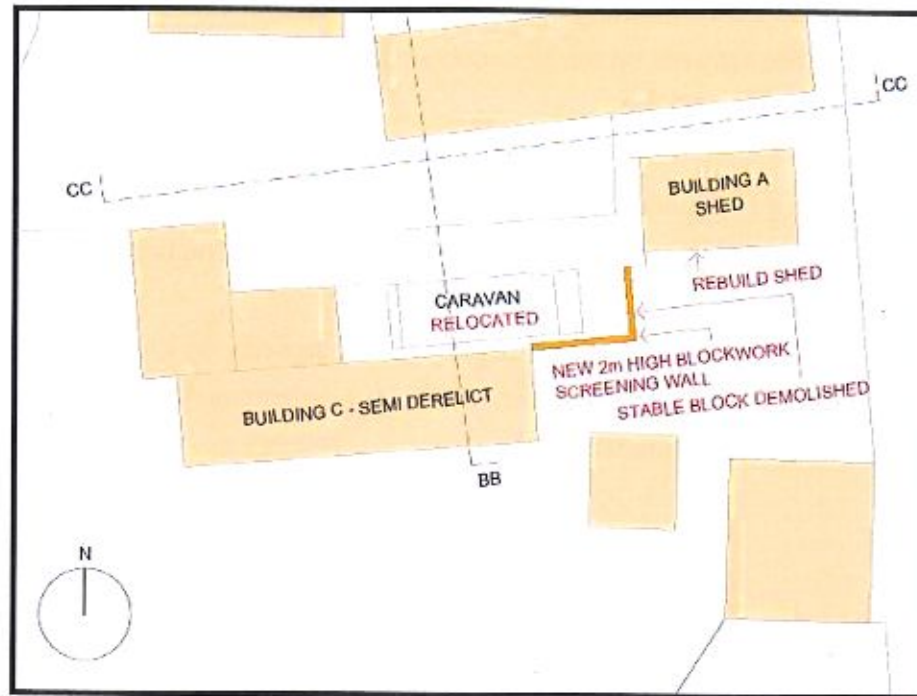 CC
CC
BUILDING A
SHED
REBUILD SHED
CARAVAN
RELOCATED
NEW 2m HIGH BLOCKWORK
SCREENING WALL
STABLE BLOCK DEMOLISHED
BUILDING C - SEMI DERELICT
BB
N